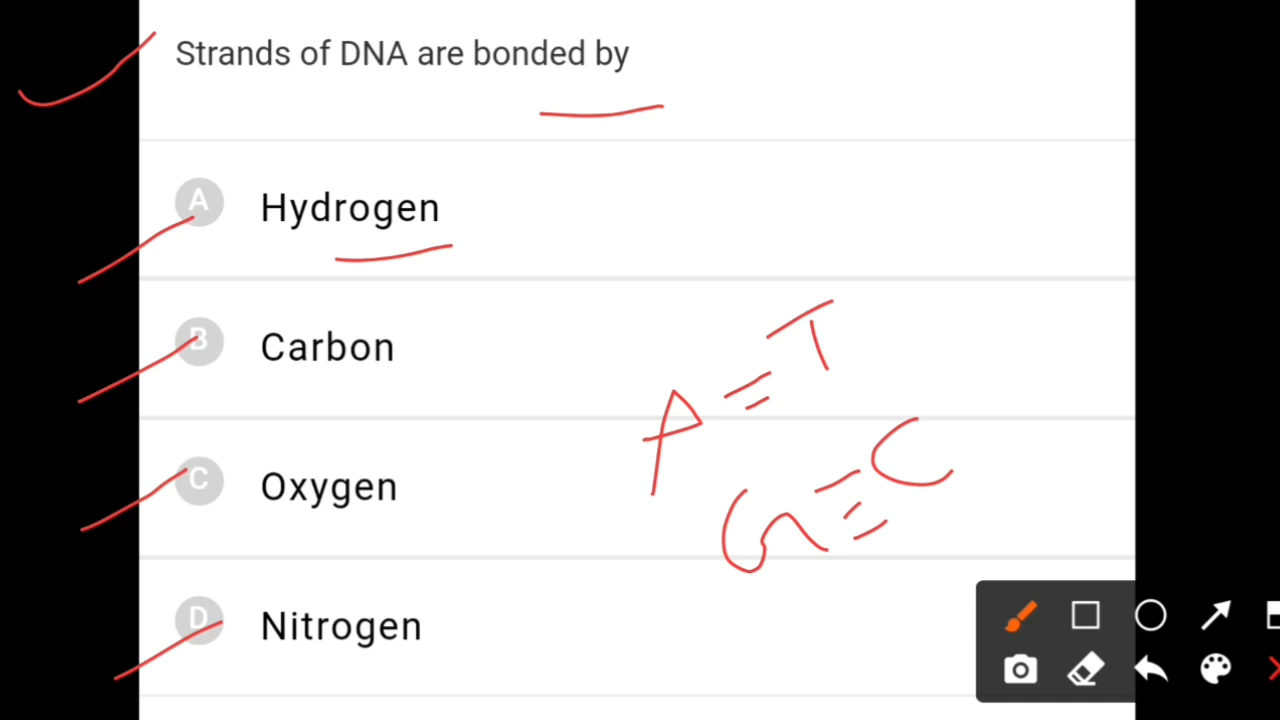 Strands of DNA are bonded by
A Hydrogen
B Carbon
A = T
C Oxygen
G ≡ C
D Nitrogen